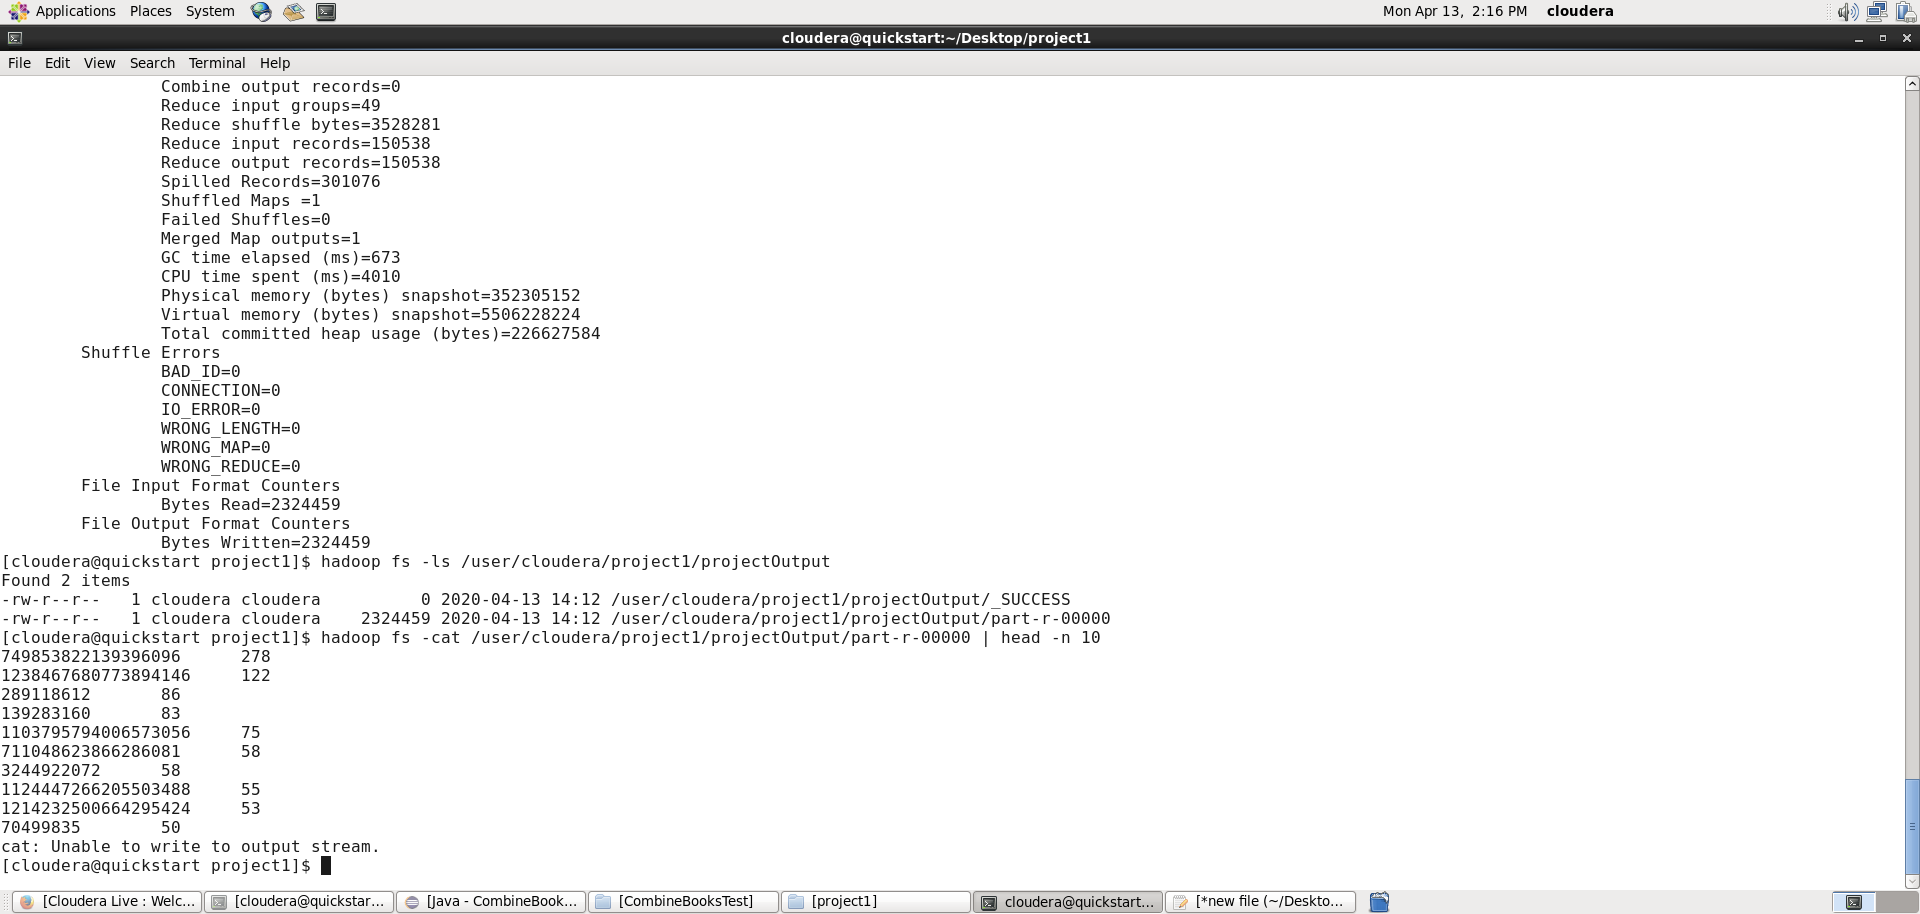 Applications Places System Mon Apr 13, 2:16 PM cloudera
cloudera@quickstart:~/Desktop/project1
File Edit View Search Terminal Help
Combine output records=0
Reduce input groups=49
Reduce shuffle bytes=3528281
Reduce input records=150538
Reduce output records=150538
Spilled Records=301076
Shuffled Maps =1
Failed Shuffles=0
Merged Map outputs=1
GC time elapsed (ms)=673
CPU time spent (ms)=4010
Physical memory (bytes) snapshot=352305152
Virtual memory (bytes) snapshot=5506228224
Total committed heap usage (bytes)=226627584
Shuffle Errors
BAD_ID=0
CONNECTION=0
IO_ERROR=0
WRONG_LENGTH=0
WRONG_MAP=0
WRONG_REDUCE=0
File Input Format Counters
Bytes Read=2324459
File Output Format Counters
Bytes Written=2324459
[cloudera@quickstart project1]$ hadoop fs -ls /user/cloudera/project1/projectOutput
Found 2 items
-rw-r--r--   1 cloudera cloudera          0 2020-04-13 14:12 /user/cloudera/project1/projectOutput/_SUCCESS
-rw-r--r--   1 cloudera cloudera    2324459 2020-04-13 14:12 /user/cloudera/project1/projectOutput/part-r-00000
[cloudera@quickstart project1]$ hadoop fs -cat /user/cloudera/project1/projectOutput/part-r-00000 | head -n 10
749853822139396096 278
1238467680773894146 122
289118612 86
139283160 83
1103795794006573056 75
711048623866286081 58
3244922072 58
1124447266205503488 55
1214232500664295424 53
70499835 50
cat: Unable to write to output stream.
[cloudera@quickstart project1]$
[Cloudera Live : Welc... [cloudera@quickstar... [Java - CombineBook... [CombineBooksTest] [project1] cloudera@quickstart... [*new file (~/Deskto...